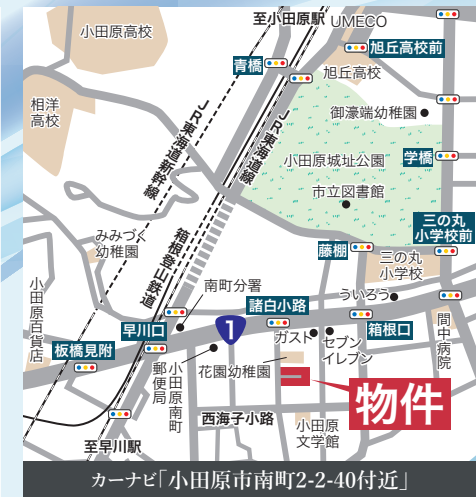 至小田原駅
UMECO
小田原高校
青橋
旭丘高校前
旭丘高校
相洋
高校
御濠端幼稚園
JR東海道新幹線
JR東海道線
小田原城址公園
学橋
市立図書館
三の丸
小学校前
みみづく
幼稚園
箱根登山鉄道
藤棚
三の丸
小学校
小田原百貨店
南町分署
ういろう
諸白小路
早川口
1
箱根口
間中病院
板橋見附
ガスト
セブン
イレブン
小田原南町
郵便局
花園幼稚園
物件
西海子小路
小田原
文学館
至早川駅
カーナビ「小田原市南町2-2-40付近」